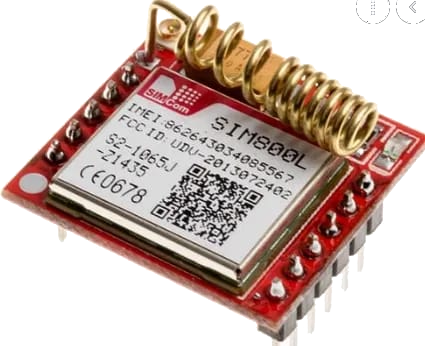 SIMCom
SIM800L
IMEI:862643034085567
FCC ID:UDV-2013072402
S2-1065J
-Z1435
CE0678